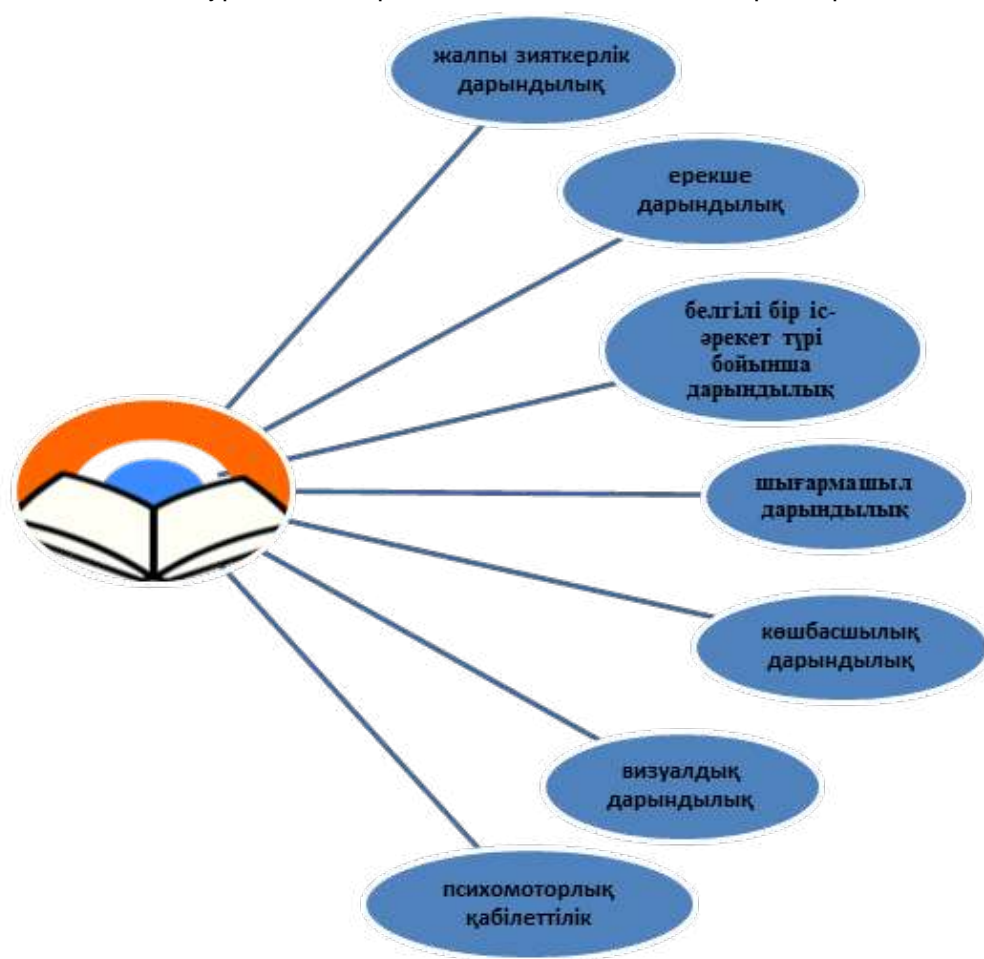 жалпы зияткерлік
дарындылық
ерекше
дарындылық
белгілі бір іс-
әрекет түрі
бойынша
дарындылық
шығармашыл
дарындылық
көшбасшылық
дарындылық
визуалдық
дарындылық
психомоторлық
қабілеттілік